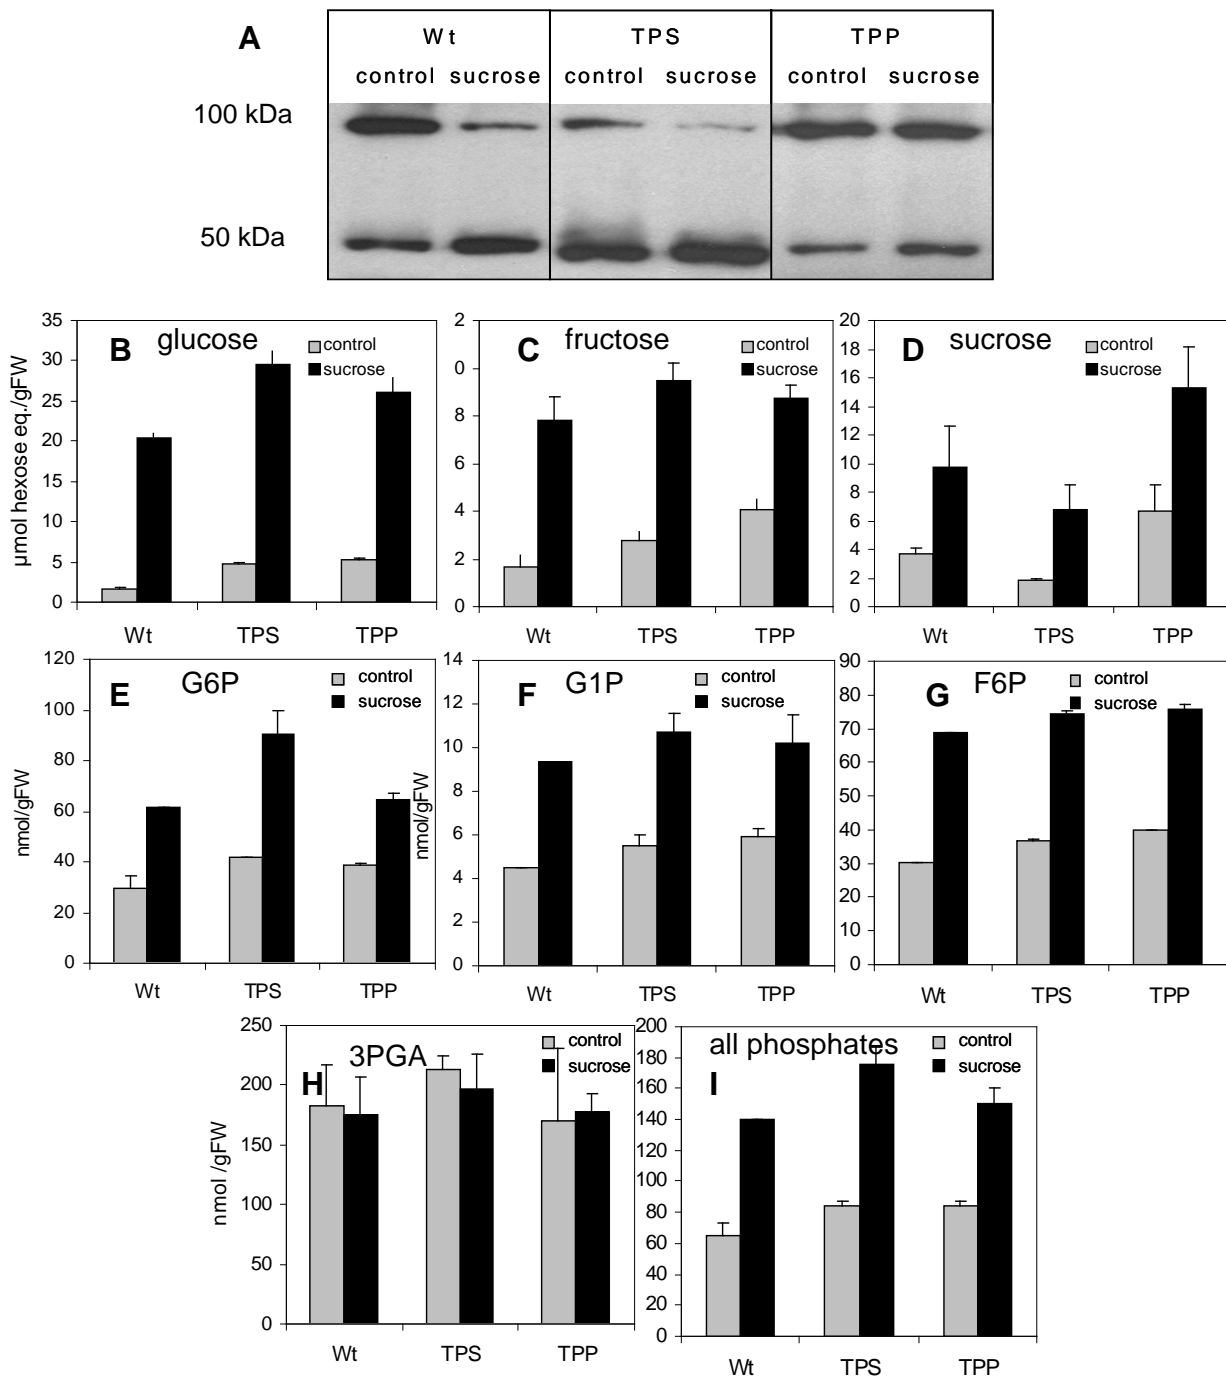 A
Wt TPS TPP
control sucrose control sucrose control sucrose
100 kDa
50 kDa
B glucose
control
sucrose
µmol hexose eq./gFW
35
30
25
20
15
10
5
0
Wt TPS TPP
C fructose
control
sucrose
2
0
8
6
4
2
0
Wt TPS TPP
D sucrose
control
sucrose
20
18
16
14
12
10
8
6
4
2
0
Wt TPS TPP
E G6P
control
sucrose
nmol/gFW
120
100
80
60
40
20
0
Wt TPS TPP
F G1P
control
sucrose
nmol/gFW
14
12
10
8
6
4
2
0
Wt TPS TPP
G F6P
control
sucrose
90
80
70
60
50
40
30
20
10
0
Wt TPS TPP
H 3PGA
control
sucrose
nmol /gFW
250
200
150
100
50
0
Wt TPS TPP
I all phosphates
control
sucrose
200
180
160
140
120
100
80
60
40
20
0
Wt TPS TPP